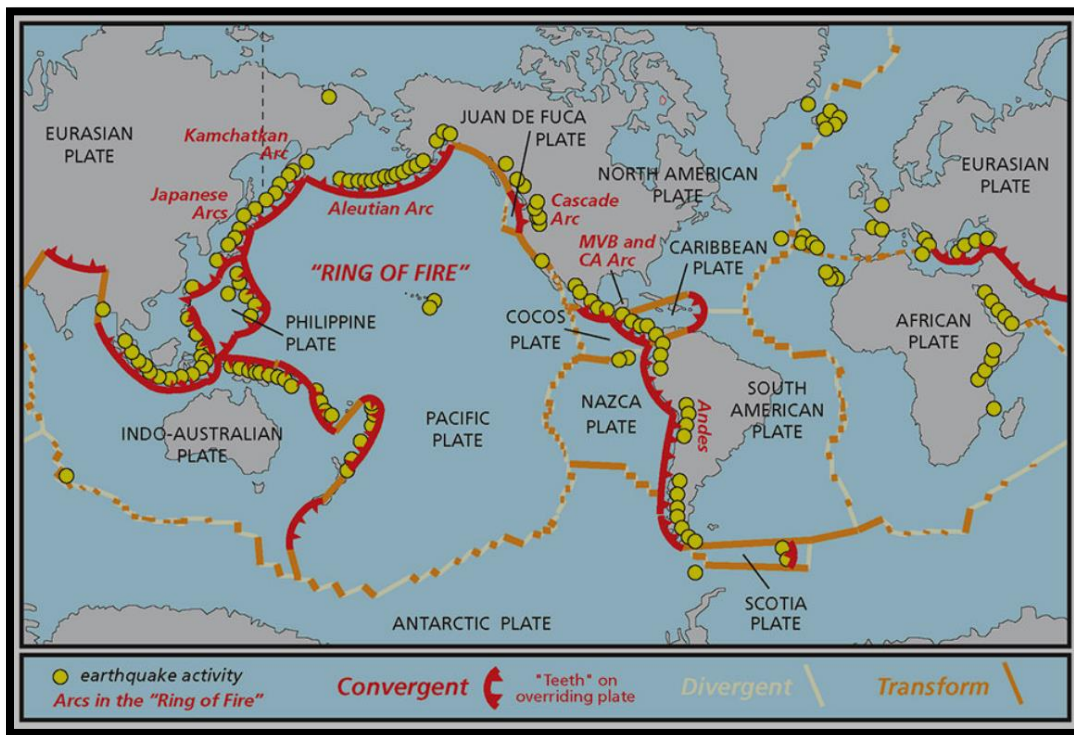 EURASIAN
PLATE
Kamchatkan
Arc
Japanese
Arcs
Aleutian Arc
JUAN DE FUCA
PLATE
NORTH AMERICAN
PLATE
EURASIAN
PLATE
Cascade
Arc
MVB and
CA Arc
CARIBBEAN
PLATE
"RING OF FIRE"
PHILIPPINE
PLATE
COCOS
PLATE
AFRICAN
PLATE
INDO-AUSTRALIAN
PLATE
PACIFIC
PLATE
NAZCA
PLATE
SOUTH
AMERICAN
PLATE
Andes
ANTARCTIC PLATE
SCOTIA
PLATE
earthquake activity
Arcs in the "Ring of Fire"
Convergent
"Teeth" on
overriding plate
Divergent
Transform